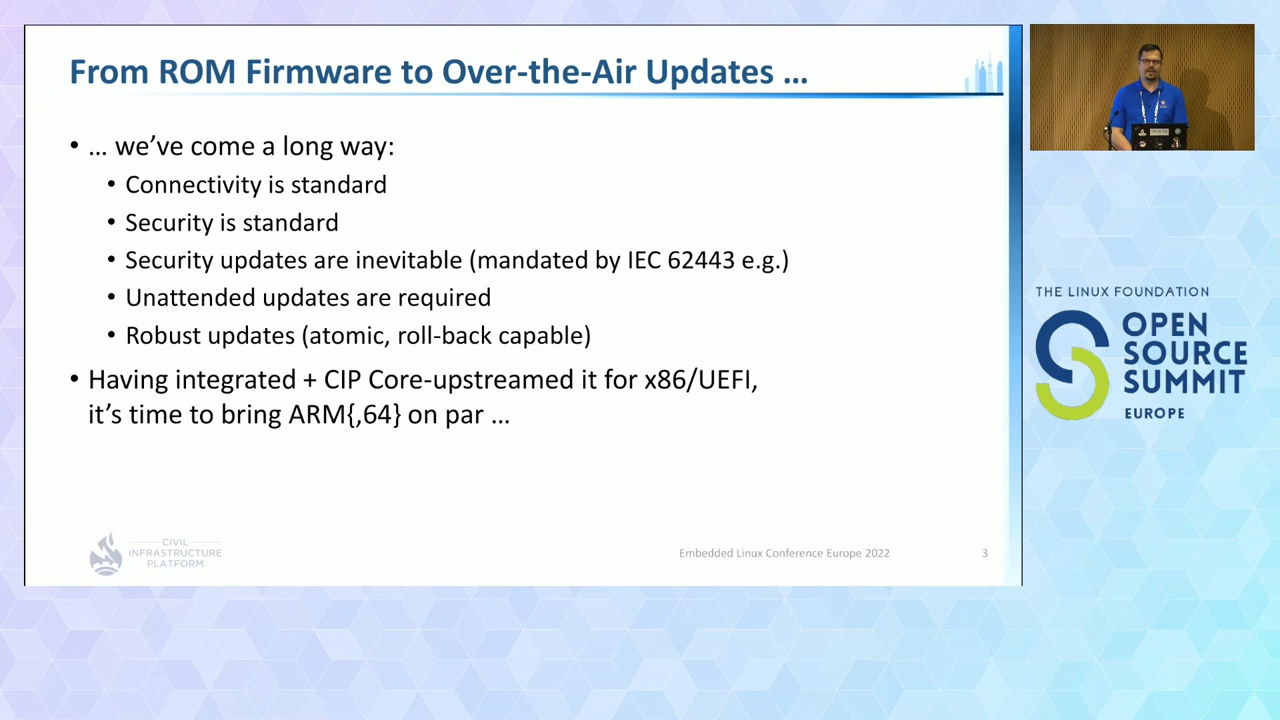 From ROM Firmware to Over-the-Air Updates …
• … we’ve come a long way:
• Connectivity is standard
• Security is standard
• Security updates are inevitable (mandated by IEC 62443 e.g.)
• Unattended updates are required
• Robust updates (atomic, roll-back capable)
• Having integrated + CIP Core-upstreamed it for x86/UEFI,
it’s time to bring ARM{,64} on par …
CIVIL
INFRASTRUCTURE
PLATFORM
Embedded Linux Conference Europe 2022
3
THE LINUX FOUNDATION
OPEN
SOURCE
SUMMIT
EUROPE